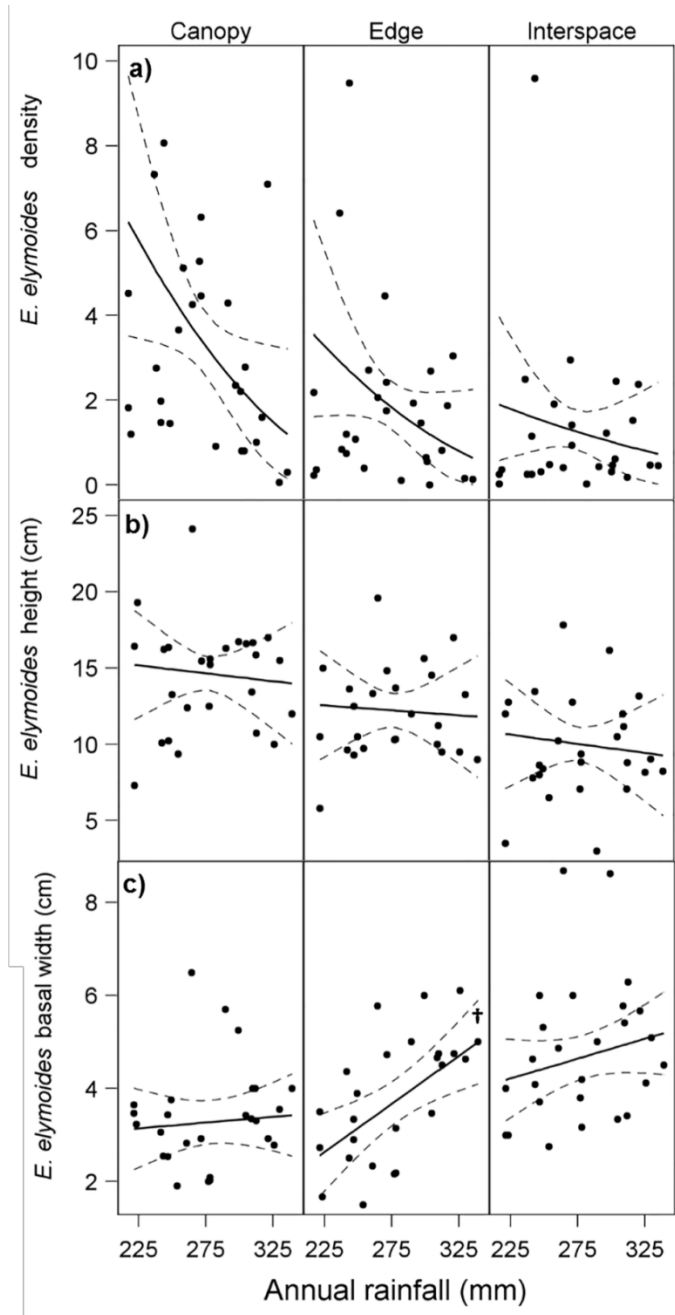 Canopy Edge Interspace
a)
E. elymoides density
10
8
6
4
2
0
b)
E. elymoides height (cm)
25
20
15
10
5
c)
E. elymoides basal width (cm)
8
6
4
2
†
225 275 325 225 275 325 225 275 325
Annual rainfall (mm)